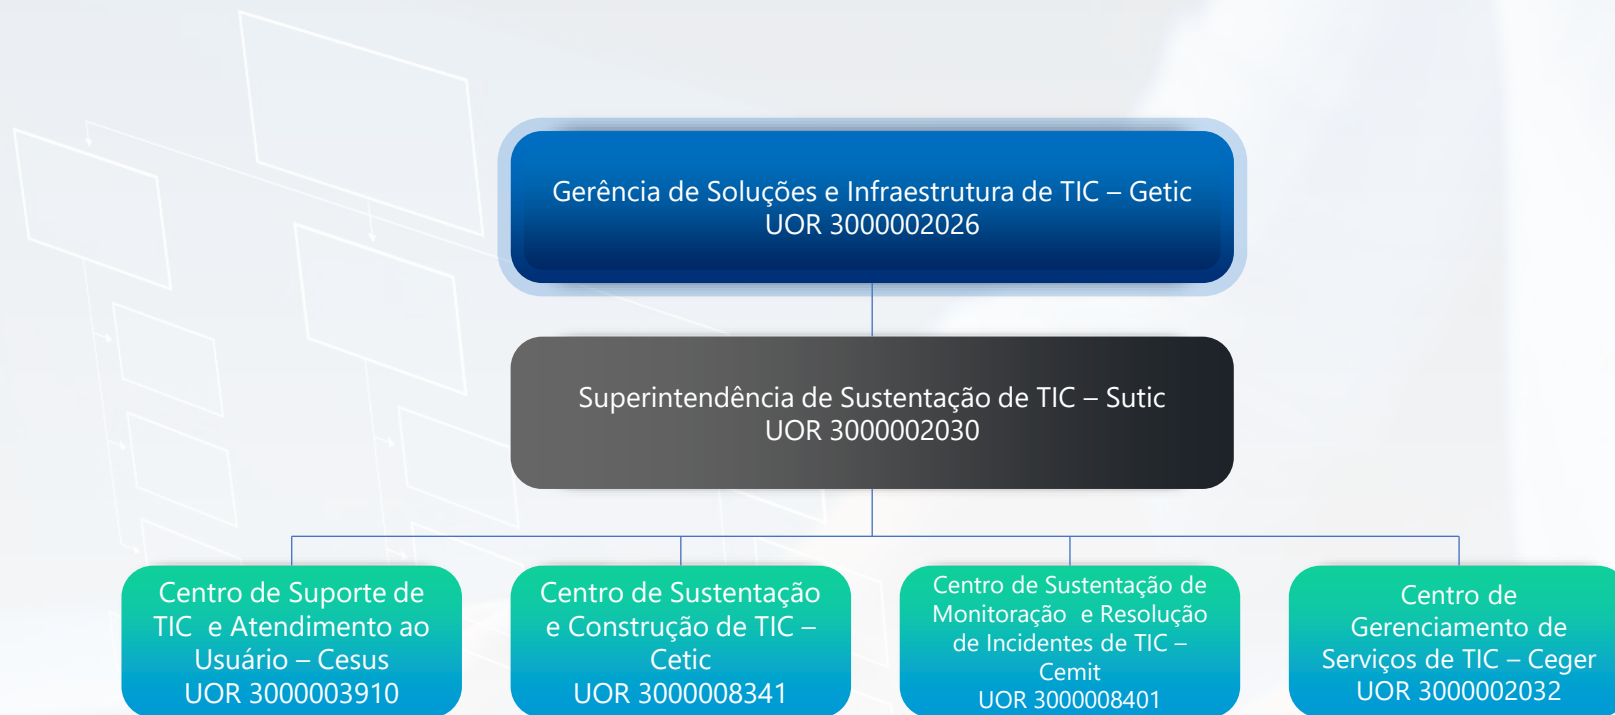 Gerência de Soluções e Infraestrutura de TIC – Getic
UOR 3000002026
Superintendência de Sustentação de TIC – Sutic
UOR 3000002030
Centro de Suporte de
TIC e Atendimento ao
Usuário – Cesus
UOR 3000003910
Centro de Sustentação
e Construção de TIC –
Cetic
UOR 3000008341
Centro de Sustentação de
Monitoração e Resolução
de Incidentes de TIC –
Cemit
UOR 3000008401
Centro de
Gerenciamento de
Serviços de TIC – Ceger
UOR 3000002032